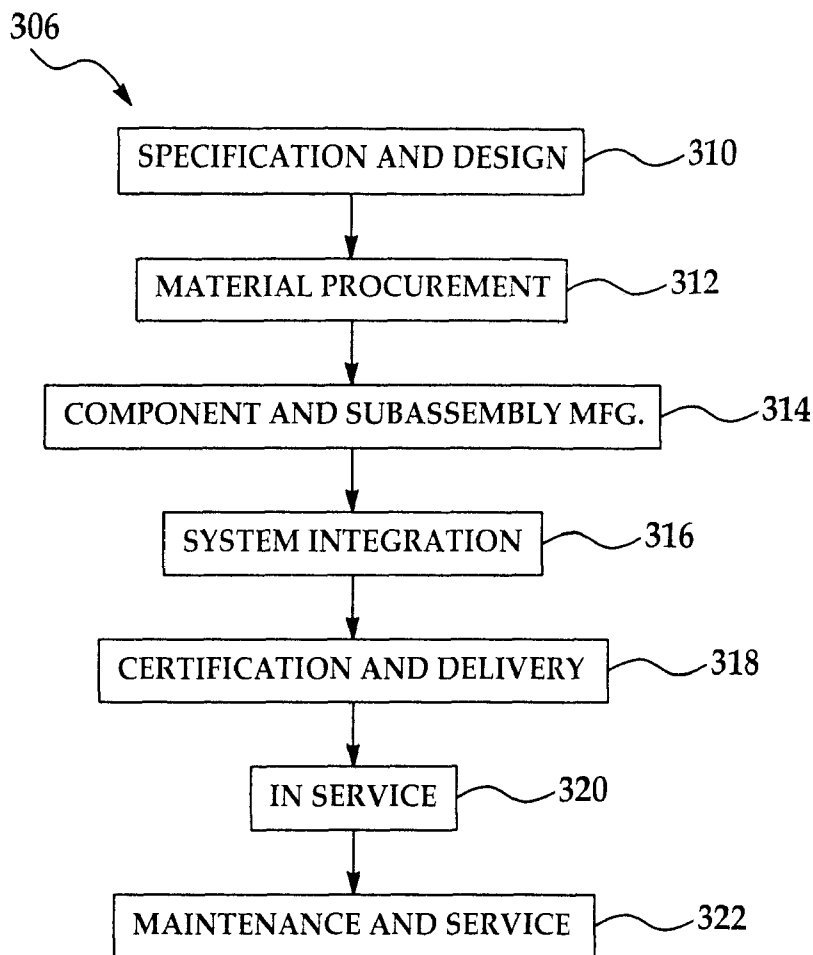 306
SPECIFICATION AND DESIGN 310
MATERIAL PROCUREMENT 312
COMPONENT AND SUBASSEMBLY MFG. 314
SYSTEM INTEGRATION 316
CERTIFICATION AND DELIVERY 318
IN SERVICE 320
MAINTENANCE AND SERVICE 322